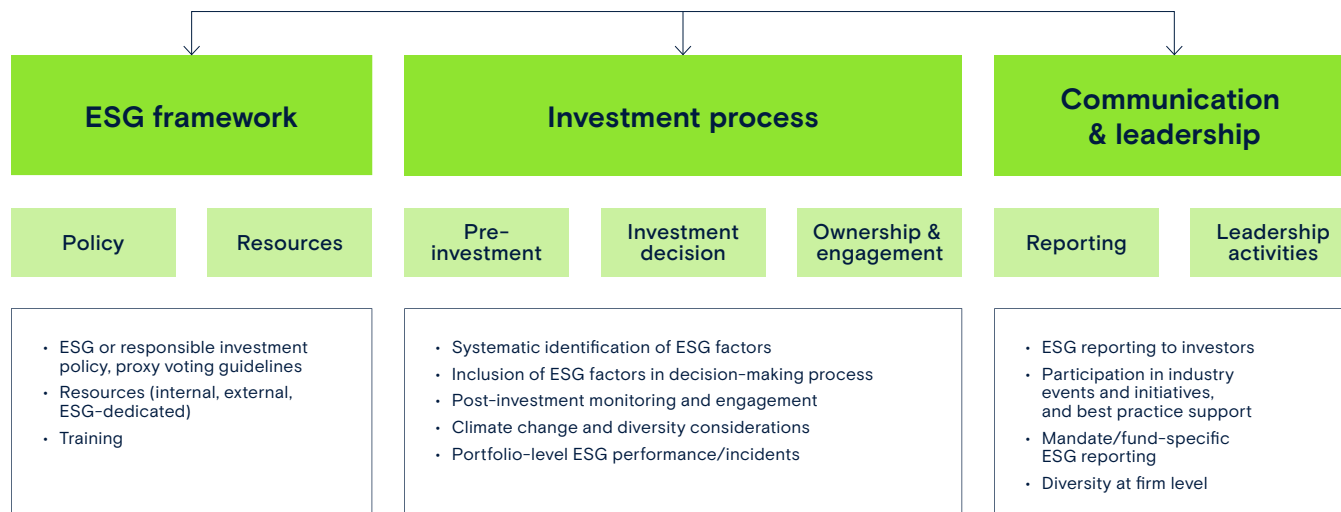 ESG framework
Policy
Resources
• ESG or responsible investment
policy, proxy voting guidelines
• Resources (internal, external,
ESG-dedicated)
• Training
Investment process
Pre-
investment
Investment
decision
Ownership &
engagement
• Systematic identification of ESG factors
• Inclusion of ESG factors in decision-making process
• Post-investment monitoring and engagement
• Climate change and diversity considerations
• Portfolio-level ESG performance/incidents
Communication
& leadership
Reporting
Leadership
activities
• ESG reporting to investors
• Participation in industry
events and initiatives,
and best practice support
• Mandate/fund-specific
ESG reporting
• Diversity at firm level